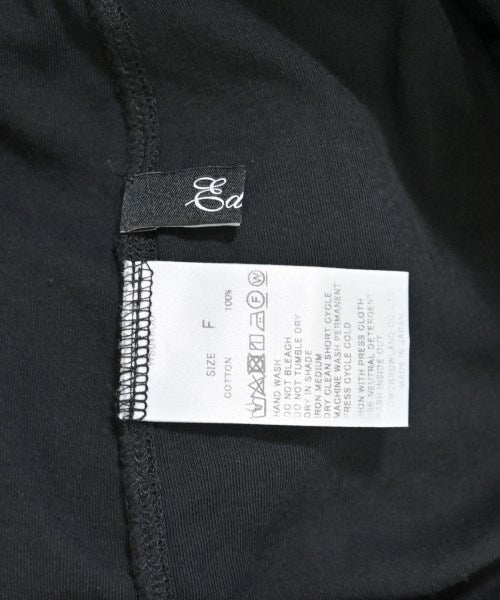 Ed
SIZE F
COTTON 100%
HAND WASH
DO NOT BLEACH
DO NOT TUMBLE DRY
DRY IN SHADE
IRON MEDIUM
DRY CLEAN SHORT CYCLE
MACHINE WASH PERMANENT
PRESS CYCLE COLD
IRON WITH PRESS CLOTH
SE NEUTRAL DETERGENT
WASH INSIDE OUT
MADE IN JAPAN